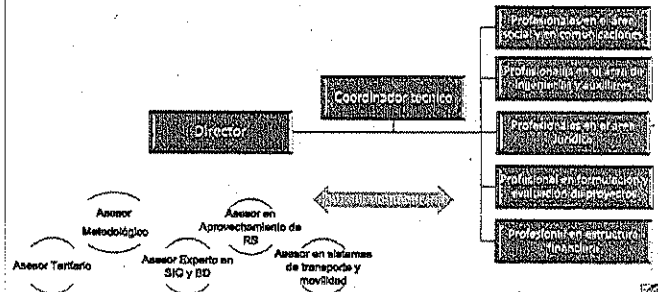 Profesionales en el área
social y en comunicaciones
Profesionales en el área de
ingeniería y auxiliares
Coordinador técnico
Director
Profesionales en el área
jurídica
Profesional en formulación y
evaluación de proyectos
Profesional en estructura
financiera
Asesor
Metodológico
Asesor en
Aprovechamiento de
RS
Asesor Tarifario
Asesor Experto en
SIG y BD
Asesor en sistemas
de transporte y
movilidad